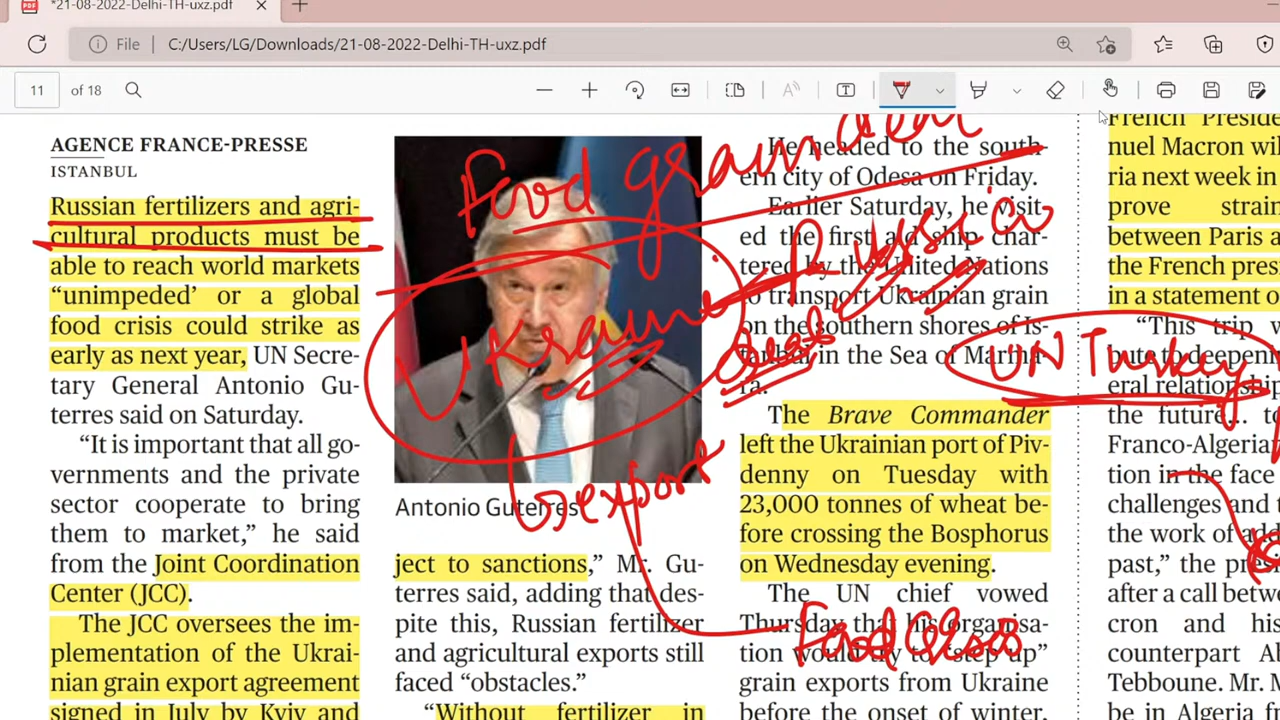 *21-08-2022-Delhi-TH-uxz.pdf
File
C:/Users/LG/Downloads/21-08-2022-Delhi-TH-uxz.pdf
11
of 18
AGENCE FRANCE-PRESSE
ISTANBUL
Russian fertilizers and agri-
cultural products must be
able to reach world markets
“unimpeded’ or a global
food crisis could strike as
early as next year, UN Secre-
tary General Antonio Gu-
terres said on Saturday.
“It is important that all go-
vernments and the private
sector cooperate to bring
them to market,” he said
from the Joint Coordination
Center (JCC).
The JCC oversees the im-
plementation of the Ukrai-
nian grain export agreement
signed in July by Kyiv and
Food grain deal
Ukraine
Russia
deal
export
Food
Antonio Guterres
ject to sanctions,” Mr. Gu-
terres said, adding that des-
pite this, Russian fertilizer
and agricultural exports still
faced “obstacles.”
“Without fertilizer in
He headed to the south-
ern city of Odesa on Friday.
Earlier Saturday, he visit-
ed the first aid ship char-
tered by the United Nations
to transport Ukrainian grain
on the southern shores of Is-
tanbul in the Sea of Marma-
ra.
The Brave Commander
left the Ukrainian port of Piv-
denny on Tuesday with
23,000 tonnes of wheat be-
fore crossing the Bosphorus
on Wednesday evening.
The UN chief vowed
Thursday that his organisa-
tion would try to “step up”
grain exports from Ukraine
before the onset of winter.
UN Turkey
French Preside
nuel Macron wil
ria next week in
prove strain
between Paris a
the French pres
in a statement o
“This trip w
bute to deepeni
eral relationship
the future... to
Franco-Algeria
tion in the face
challenges and t
the work of ad
past,” the pres
after a call betwe
cron and his
counterpart Ab
Tebboune. Mr. M
be in Algeria fr